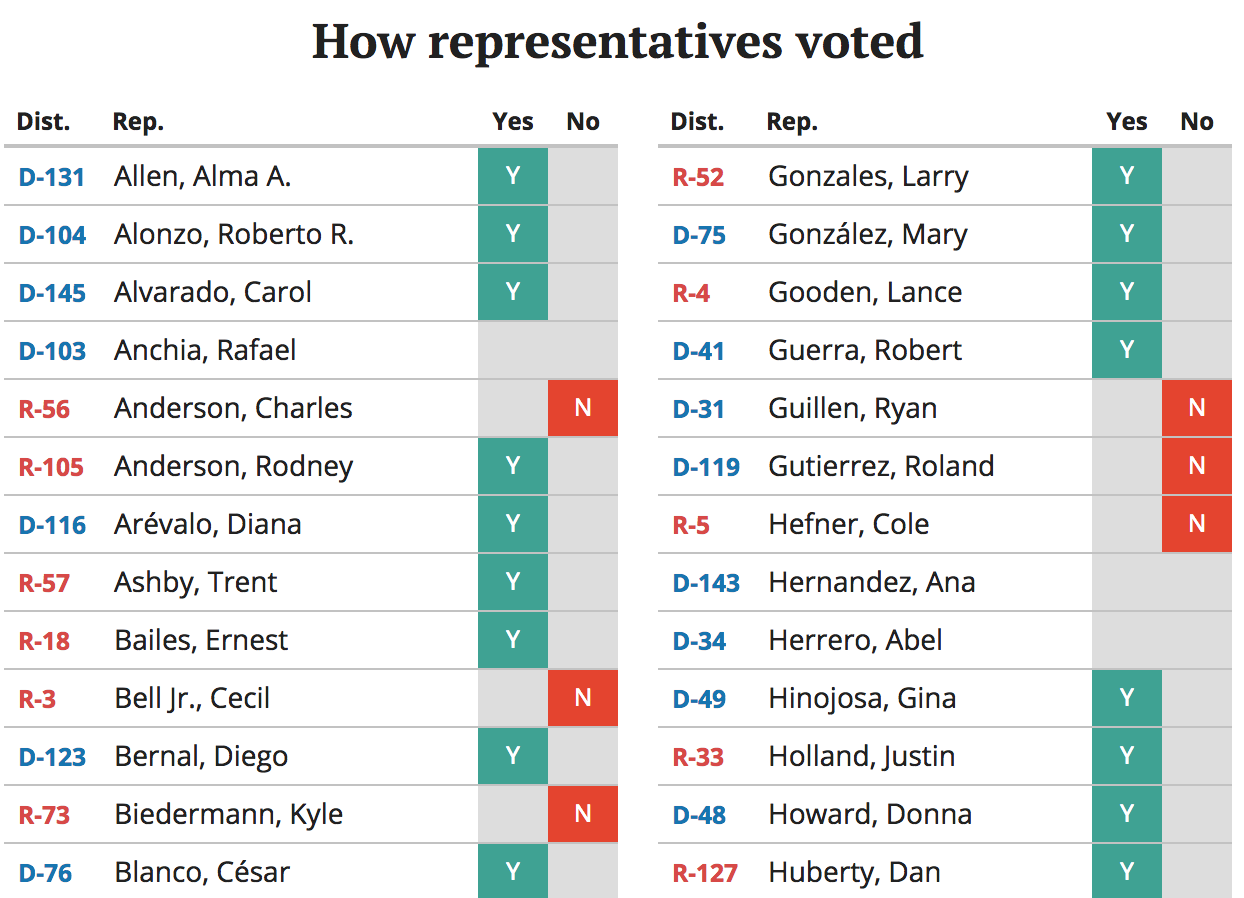 How representatives voted
Dist. Rep. Yes No
D-131 Allen, Alma A. Y
D-104 Alonzo, Roberto R. Y
D-145 Alvarado, Carol Y
D-103 Anchia, Rafael
R-56 Anderson, Charles N
R-105 Anderson, Rodney Y
D-116 Arévalo, Diana Y
R-57 Ashby, Trent Y
R-18 Bailes, Ernest Y
R-3 Bell Jr., Cecil N
D-123 Bernal, Diego Y
R-73 Biedermann, Kyle N
D-76 Blanco, César Y
Dist. Rep. Yes No
R-52 Gonzales, Larry Y
D-75 González, Mary Y
R-4 Gooden, Lance Y
D-41 Guerra, Robert Y
D-31 Guillen, Ryan N
D-119 Gutierrez, Roland N
R-5 Hefner, Cole N
D-143 Hernandez, Ana
D-34 Herrero, Abel
D-49 Hinojosa, Gina Y
R-33 Holland, Justin Y
D-48 Howard, Donna Y
R-127 Huberty, Dan Y